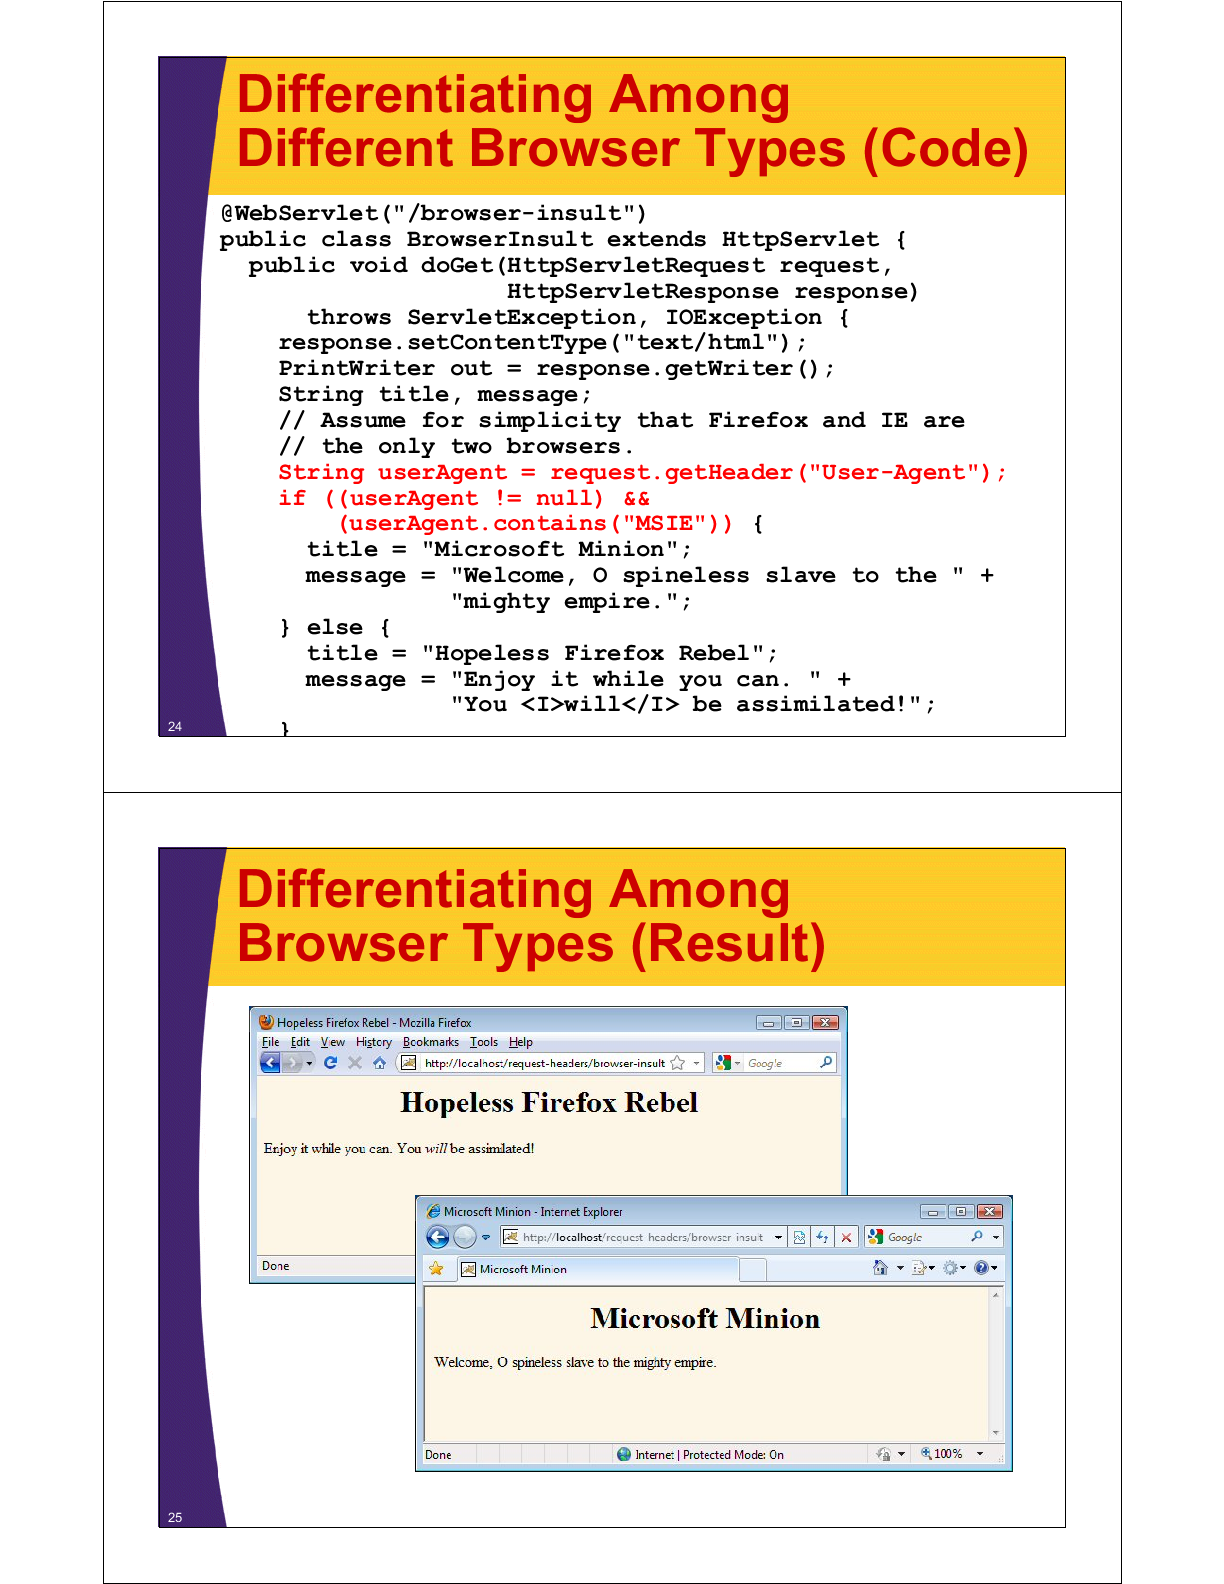 Differentiating Among
Different Browser Types (Code)
@WebServlet("/browser-insult")
public class BrowserInsult extends HttpServlet {
  public void doGet(HttpServletRequest request,
                    HttpServletResponse response)
      throws ServletException, IOException {
    response.setContentType("text/html");
    PrintWriter out = response.getWriter();
    String title, message;
    // Assume for simplicity that Firefox and IE are
    // the only two browsers.
    String userAgent = request.getHeader("User-Agent");
    if ((userAgent != null) &&
        (userAgent.contains("MSIE")) {
      title = "Microsoft Minion";
      message = "Welcome, O spineless slave to the " +
                "mighty empire.";
    } else {
      title = "Hopeless Firefox Rebel";
      message = "Enjoy it while you can. " +
                "You <I>will</I> be assimilated!";
    }
24
Differentiating Among
Browser Types (Result)
Hopeless Firefox Rebel - Mozilla Firefox
File Edit View History Bookmarks Tools Help
http://localhost/request-headers/browser-insult Google
Hopeless Firefox Rebel
Enjoy it while you can. You will be assimilated!
Done
Microsoft Minion - Internet Explorer
http://localhost/request-headers/browser-insult Google
Microsoft Minion
Microsoft Minion
Welcome, O spineless slave to the mighty empire.
Done Internet | Protected Mode: On 100%
25